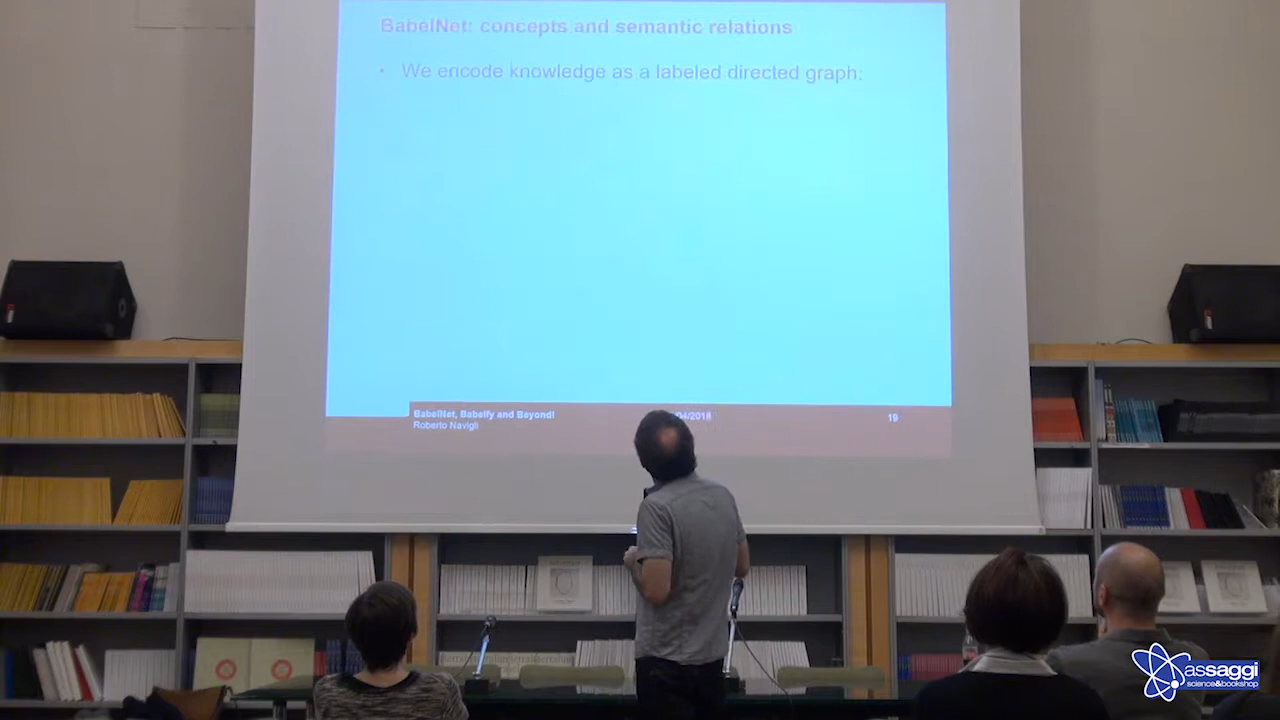 BabelNet: concepts and semantic relations
• We encode knowledge as a labeled directed graph:
BabelNet, Babelfy and Beyond!
Roberto Navigli
19
assaggi
science&bookshop